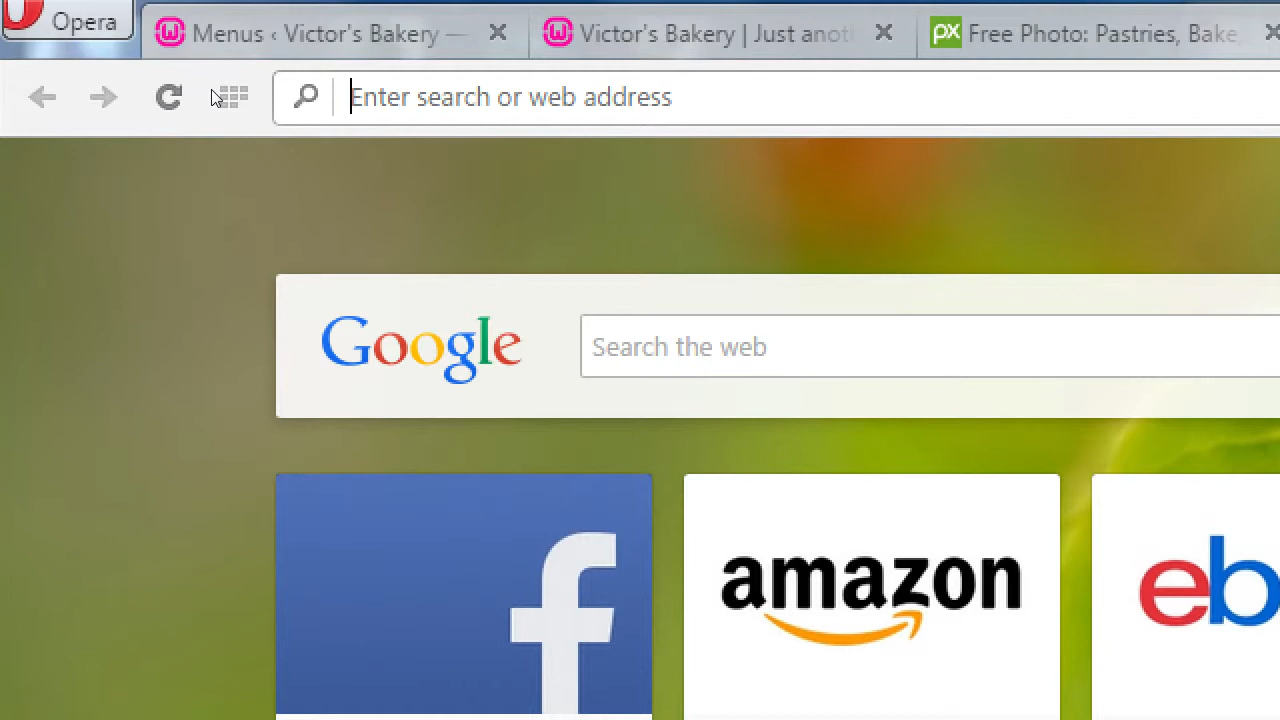 Opera
Menus ‹ Victor's Bakery —
Victor's Bakery | Just anot
Free Photo: Pastries, Bake,
Enter search or web address
Google
Search the web
f
amazon
eb